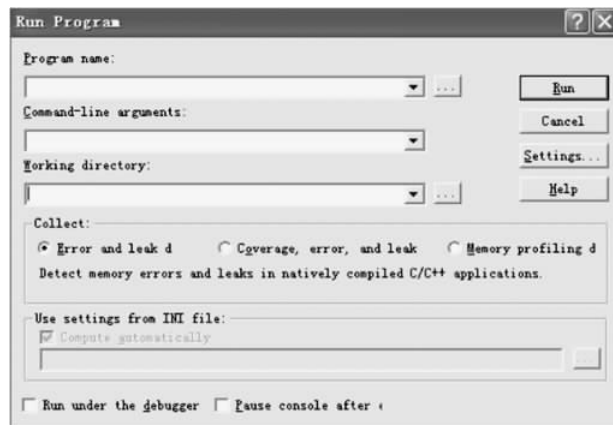 Run Program
Program name:
...
Run
Command-line arguments:
Cancel
Working directory:
Settings...
...
Help
Collect:
Error and leak d
Coverage, error, and leak
Memory profiling d
Detect memory errors and leaks in natively compiled C/C++ applications.
Use settings from INI file:
Compute automatically
...
Run under the debugger
Pause console after